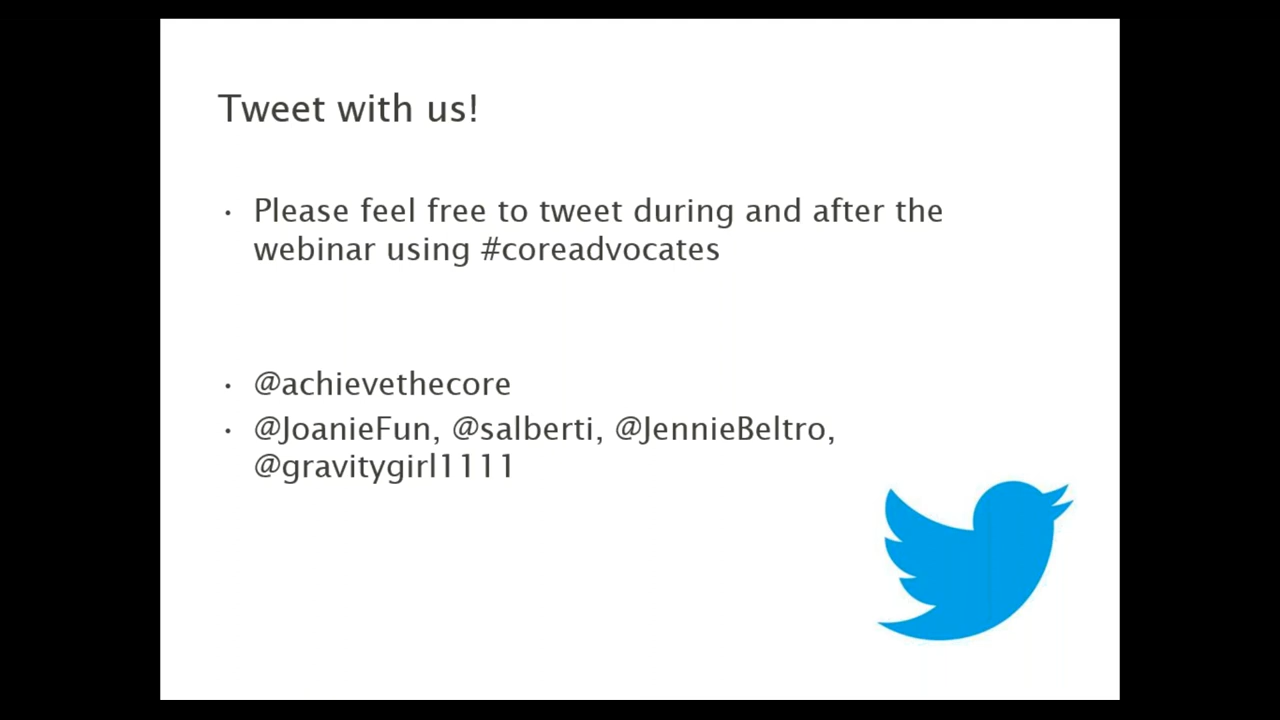 Tweet with us!
• Please feel free to tweet during and after the
webinar using #coreadvocates
• @achievethecore
• @JoanieFun, @salberti, @JennieBeltro,
@gravitygirl1111